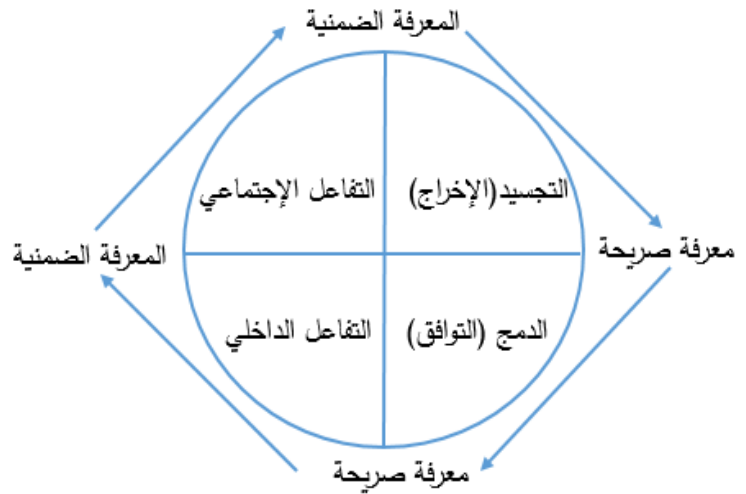 المعرفة الضمنية
التجسيد(الإخراج)
التفاعل الإجتماعي
معرفة صريحة
المعرفة الضمنية
الدمج (التوافق)
التفاعل الداخلي
معرفة صريحة